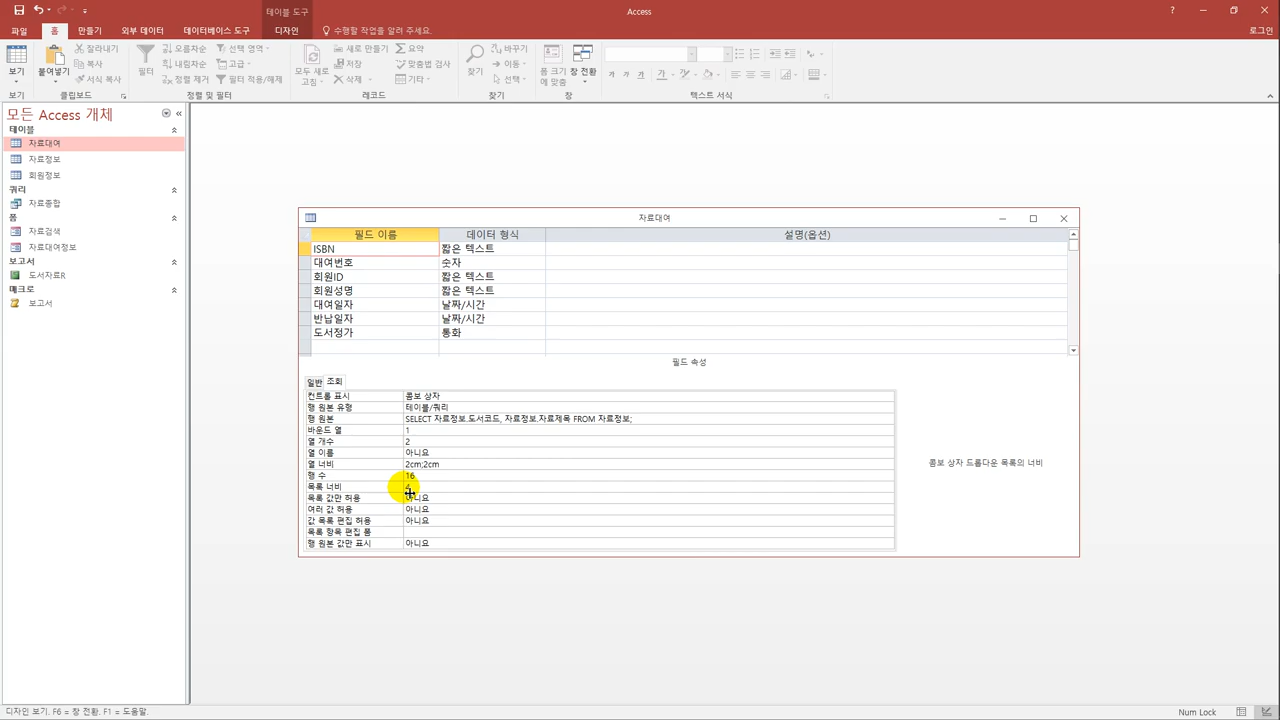 테이블 도구
Access
파일 홈 만들기 외부 데이터 데이터베이스 도구 디자인 수행할 작업을 알려 주세요. 로그인
보기
붙여넣기
잘라내기
복사
서식 복사
클립보드
필터
오름차순
내림차순
정렬 제거
선택 영역
고급
필터 적용/해제
정렬 및 필터
모두 새로 고침
새로 만들기
저장
삭제
요약
맞춤법 검사
기타
레코드
찾기
바꾸기
이동
선택
찾기
폼 크기에 맞춤
창 전환
창
텍스트 서식
모든 Access 개체
테이블
자료대여
자료정보
회원정보
쿼리
자료종합
폼
자료검색
자료대여정보
보고서
도서자료R
매크로
보고서
자료대여
필드 이름 데이터 형식 설명(옵션)
ISBN 짧은 텍스트
대여번호 숫자
회원ID 짧은 텍스트
회원성명 짧은 텍스트
대여일자 날짜/시간
반납일자 날짜/시간
도서정가 통화
필드 속성
일반 조회
컨트롤 표시 콤보 상자
행 원본 유형 테이블/쿼리
행 원본 SELECT 자료정보.도서코드, 자료정보.자료제목 FROM 자료정보;
바운드 열 1
열 개수 2
열 이름 아니요
열 너비 2cm;2cm
행 수 16
목록 너비 4
목록 값만 허용 아니요
여러 값 허용 아니요
값 목록 편집 허용 아니요
목록 항목 편집 폼
행 원본 값만 표시 아니요
콤보 상자 드롭다운 목록의 너비
디자인 보기. F6 = 창 전환. F1 = 도움말.
Num Lock